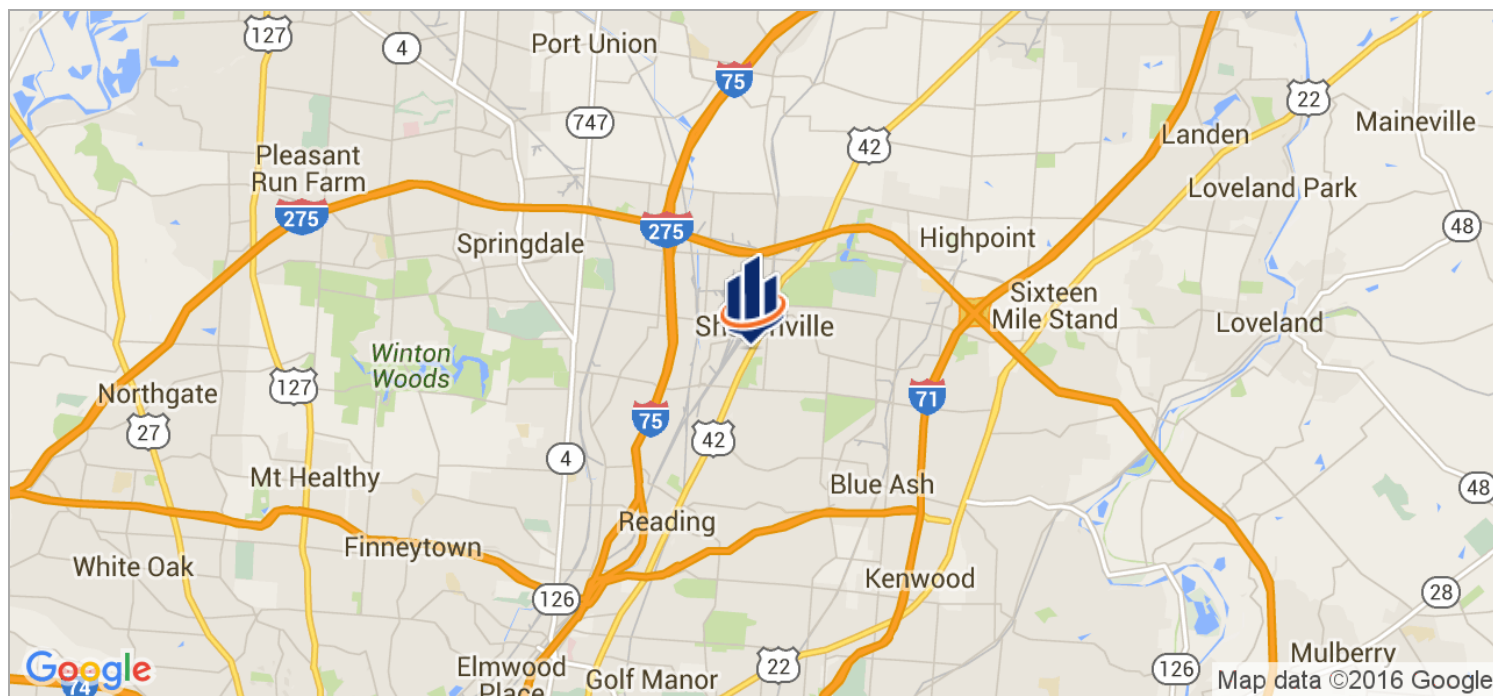 127
4
Port Union
75
22
747
42
Landen
Maineville
Pleasant
Run Farm
Loveland Park
275
275
48
Springdale
Highpoint
Sixteen
Mile Stand
Loveland
Winton
Woods
127
71
Northgate
75
27
42
4
Mt Healthy
Blue Ash
48
Reading
Finneytown
White Oak
Kenwood
126
28
Elmwood
Place
Golf Manor
22
126
Mulberry
Google
74
Map data ©2016 Google